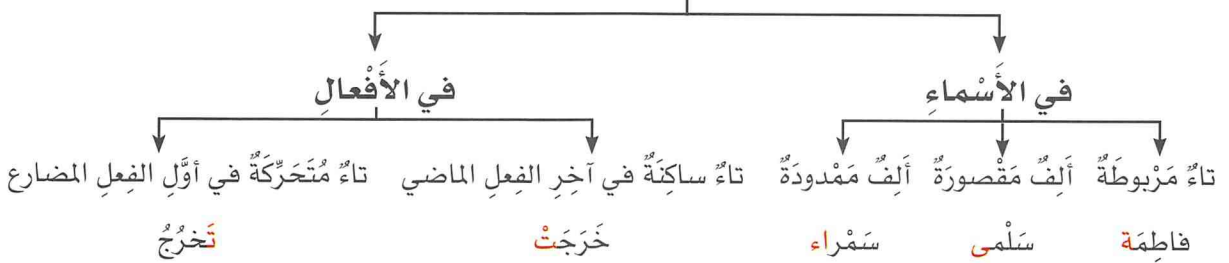 في الأَسْماءِ في الأَفْعالِ
تاءٌ مَرْبوطَةٌ أَلِفٌ مَقْصورَةٌ أَلِفٌ مَمْدودَةٌ تاءٌ ساكِنَةٌ في آخِرِ الفِعلِ الماضي تاءٌ مُتَحَرِّكَةٌ في أوَّلِ الفِعلِ المضارع
فاطِمَة سَلْمى سَمْراء خَرَجَتْ تَخرُجُ